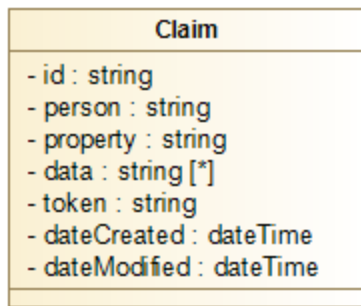 Claim
- id : string
- person : string
- property : string
- data : string [*]
- token : string
- dateCreated : dateTime
- dateModified : dateTime